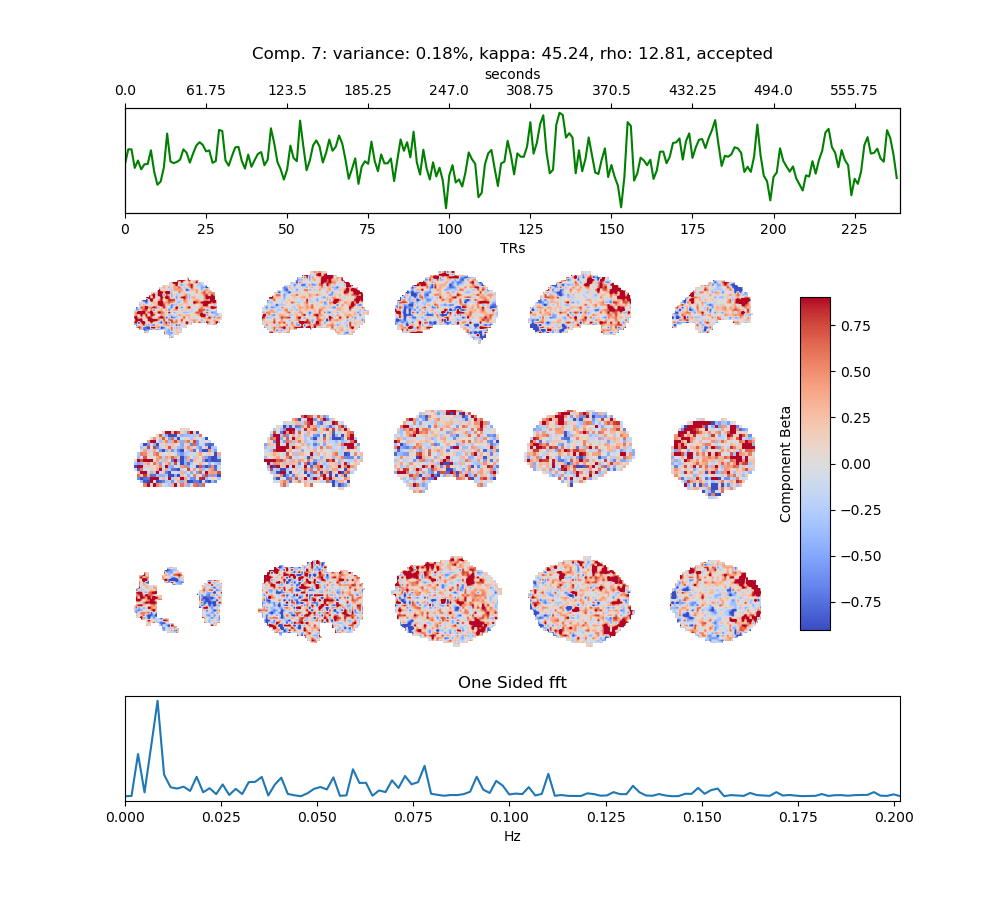 Comp. 7: variance: 0.18%, kappa: 45.24, rho: 12.81, accepted
seconds
0.0 61.75 123.5 185.25 247.0 308.75 370.5 432.25 494.0 555.75
0 25 50 75 100 125 150 175 200 225
TRs
Component Beta
0.75
0.50
0.25
0.00
−0.25
−0.50
−0.75
One Sided fft
0.000 0.025 0.050 0.075 0.100 0.125 0.150 0.175 0.200
Hz